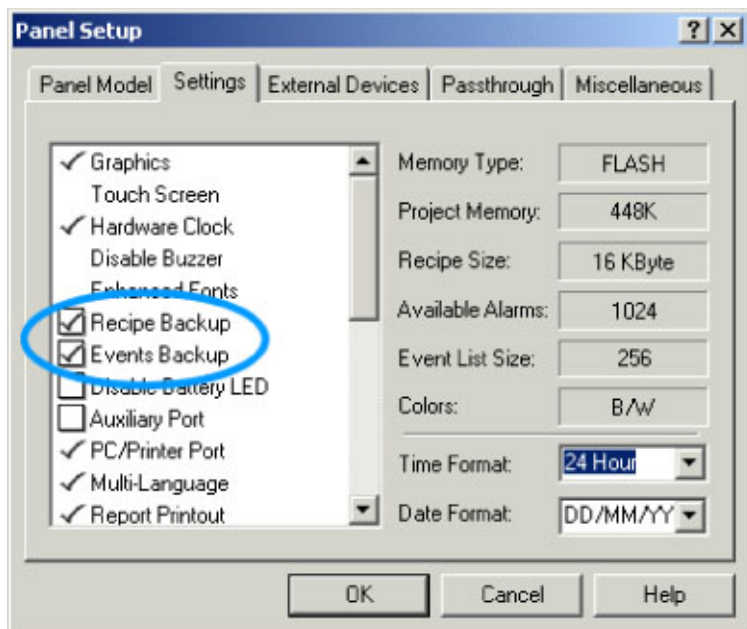 Panel Setup
Panel Model
Settings
External Devices
Passthrough
Miscellaneous
Graphics
Touch Screen
Hardware Clock
Disable Buzzer
Enhanced Fonts
Recipe Backup
Events Backup
Disable Battery LED
Auxiliary Port
PC/Printer Port
Multi-Language
Report Printout
Memory Type: FLASH
Project Memory: 448K
Recipe Size: 16 KByte
Available Alarms: 1024
Event List Size: 256
Colors: B/W
Time Format: 24 Hour
Date Format: DD/MM/YY
OK
Cancel
Help